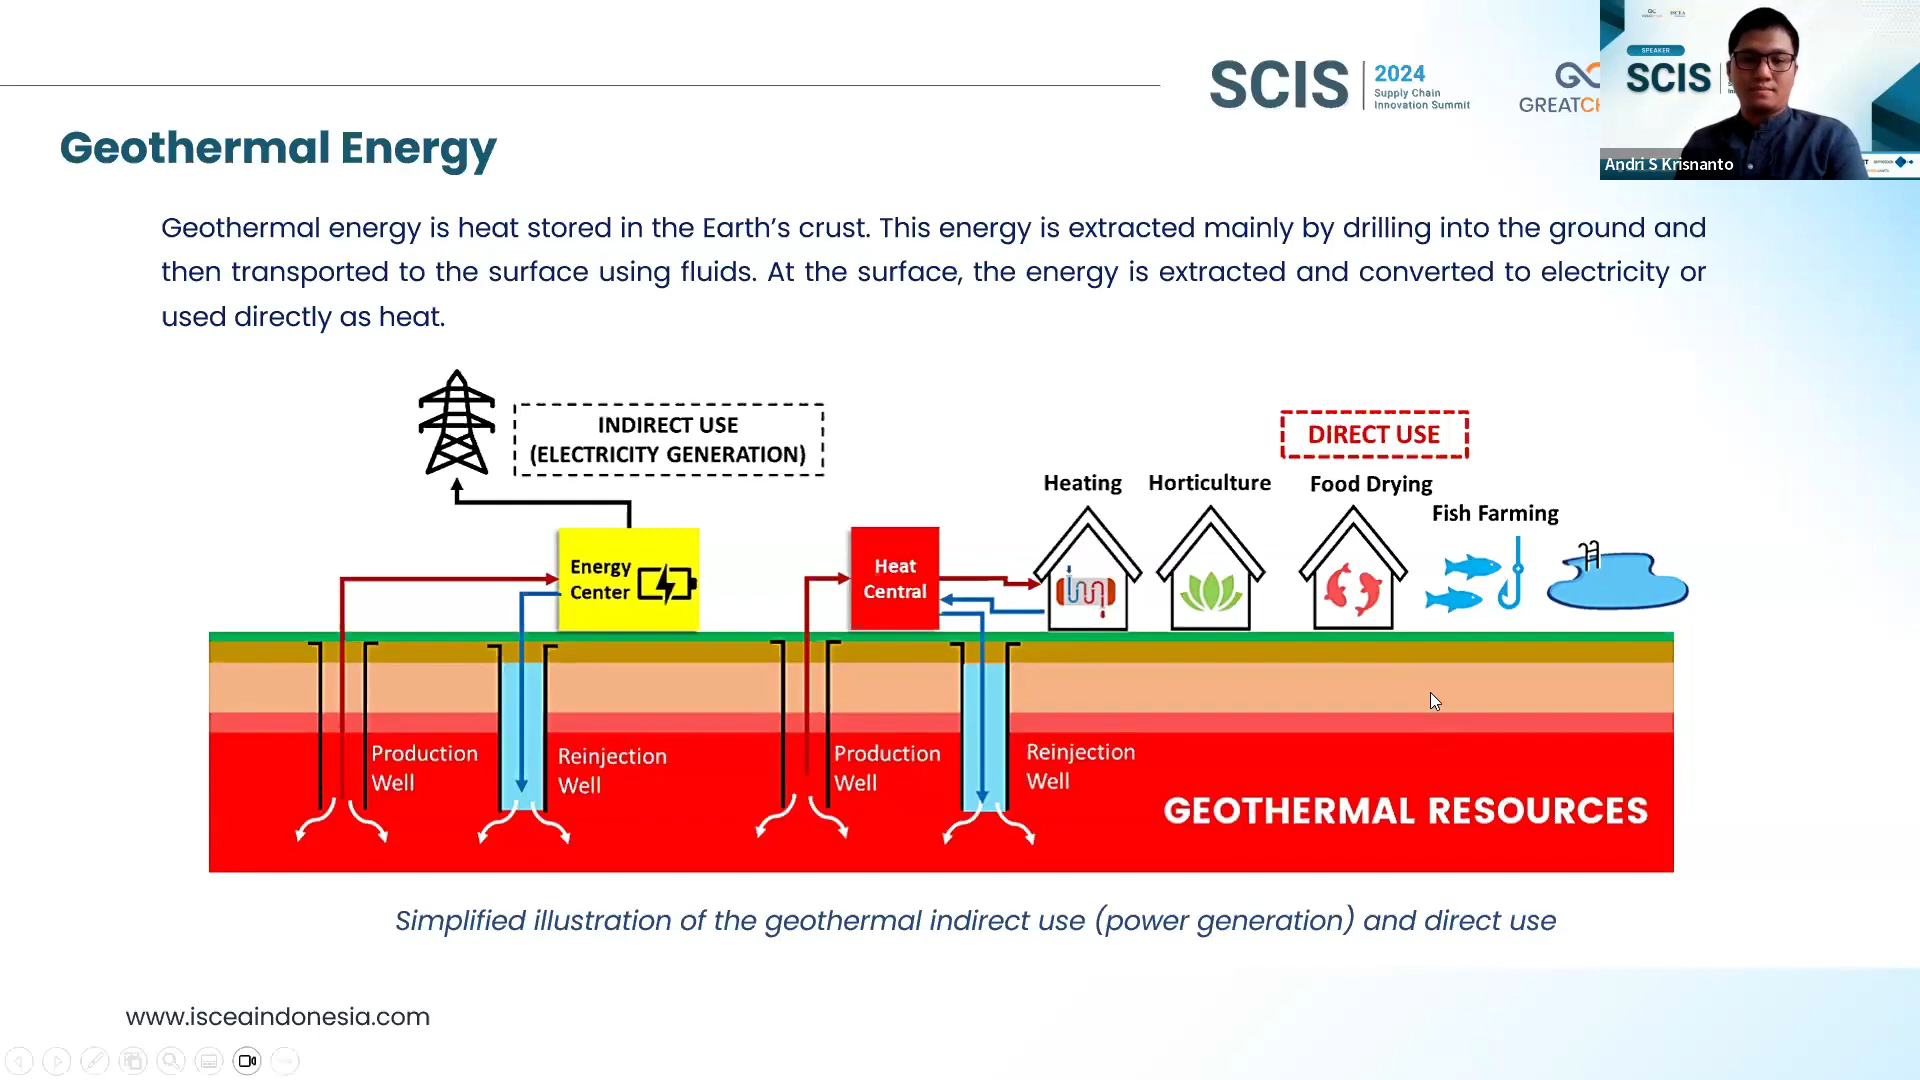 SCIS
2024
Supply Chain
Innovation Summit
GREATCH
SPEAKER
SCIS
Andri S Krisnanto
Geothermal Energy
Geothermal energy is heat stored in the Earth’s crust. This energy is extracted mainly by drilling into the ground and
then transported to the surface using fluids. At the surface, the energy is extracted and converted to electricity or
used directly as heat.
INDIRECT USE
(ELECTRICITY GENERATION)
DIRECT USE
Heating
Horticulture
Food Drying
Fish Farming
Energy
Center
Heat
Central
Production
Well
Reinjection
Well
Production
Well
Reinjection
Well
GEOTHERMAL RESOURCES
Simplified illustration of the geothermal indirect use (power generation) and direct use
www.isceaindonesia.com